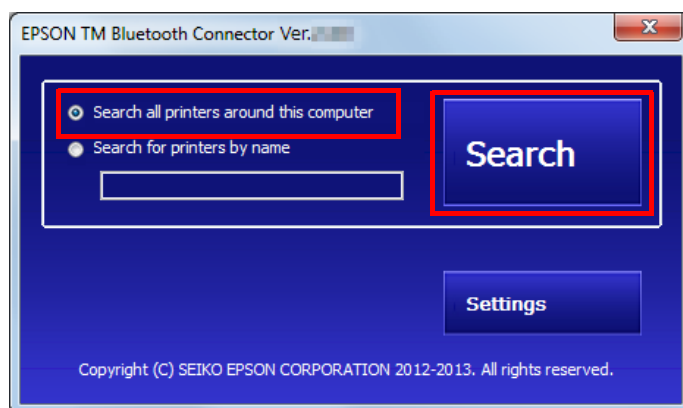 EPSON TM Bluetooth Connector Ver.
Search all printers around this computer
Search for printers by name
Search
Settings
Copyright (C) SEIKO EPSON CORPORATION 2012-2013. All rights reserved.